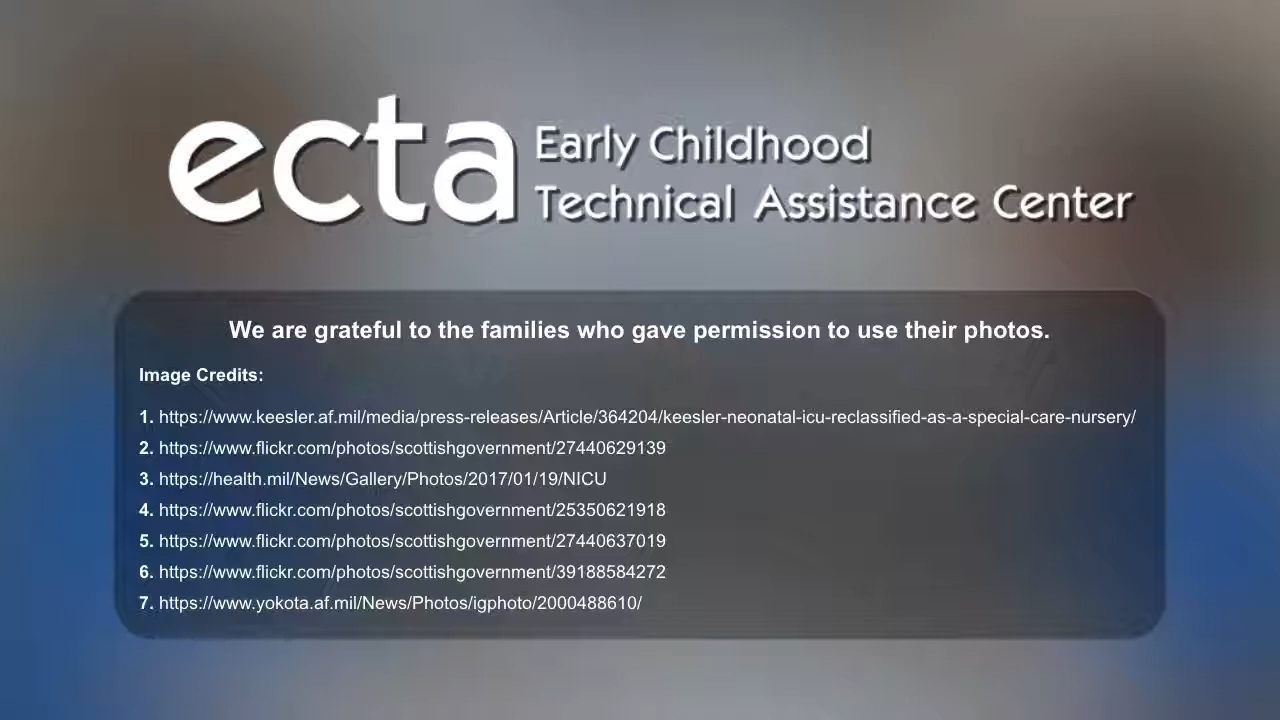 ecta Early Childhood
Technical Assistance Center
We are grateful to the families who gave permission to use their photos.
Image Credits:
1. https://www.keesler.af.mil/media/press-releases/Article/364204/keesler-neonatal-icu-reclassified-as-a-special-care-nursery/
2. https://www.flickr.com/photos/scottishgovernment/27440629139
3. https://health.mil/News/Gallery/Photos/2017/01/19/NICU
4. https://www.flickr.com/photos/scottishgovernment/25350621918
5. https://www.flickr.com/photos/scottishgovernment/27440637019
6. https://www.flickr.com/photos/scottishgovernment/39188584272
7. https://www.yokota.af.mil/News/Photos/igphoto/2000488610/